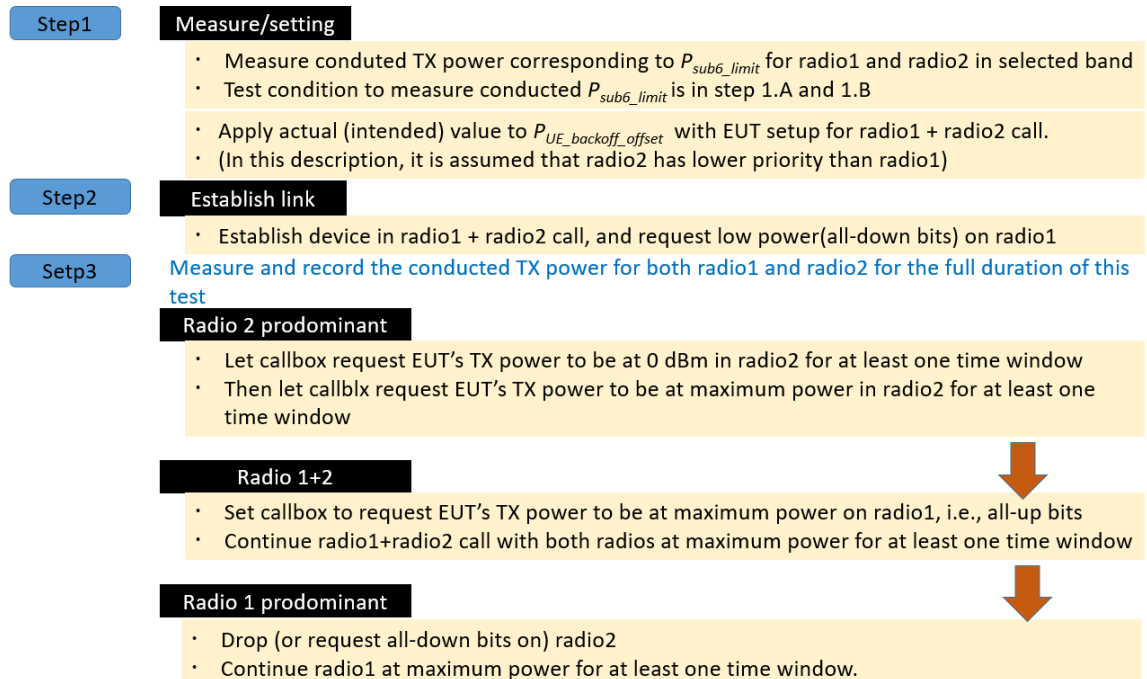 Step1
Measure/setting
· Measure conduted TX power corresponding to P_sub6_limit for radio1 and radio2 in selected band
· Test condition to measure conducted P_sub6_limit is in step 1.A and 1.B
· Apply actual (intended) value to P_UE_backoff_offset with EUT setup for radio1 + radio2 call.
· (In this description, it is assumed that radio2 has lower priority than radio1)
Step2
Establish link
· Establish device in radio1 + radio2 call, and request low power(all-down bits) on radio1
Setp3
Measure and record the conducted TX power for both radio1 and radio2 for the full duration of this
test
Radio 2 prodominant
· Let callbox request EUT’s TX power to be at 0 dBm in radio2 for at least one time window
· Then let callblx request EUT’s TX power to be at maximum power in radio2 for at least one
time window
Radio 1+2
· Set callbox to request EUT’s TX power to be at maximum power on radio1, i.e., all-up bits
· Continue radio1+radio2 call with both radios at maximum power for at least one time window
Radio 1 prodominant
· Drop (or request all-down bits on) radio2
· Continue radio1 at maximum power for at least one time window.